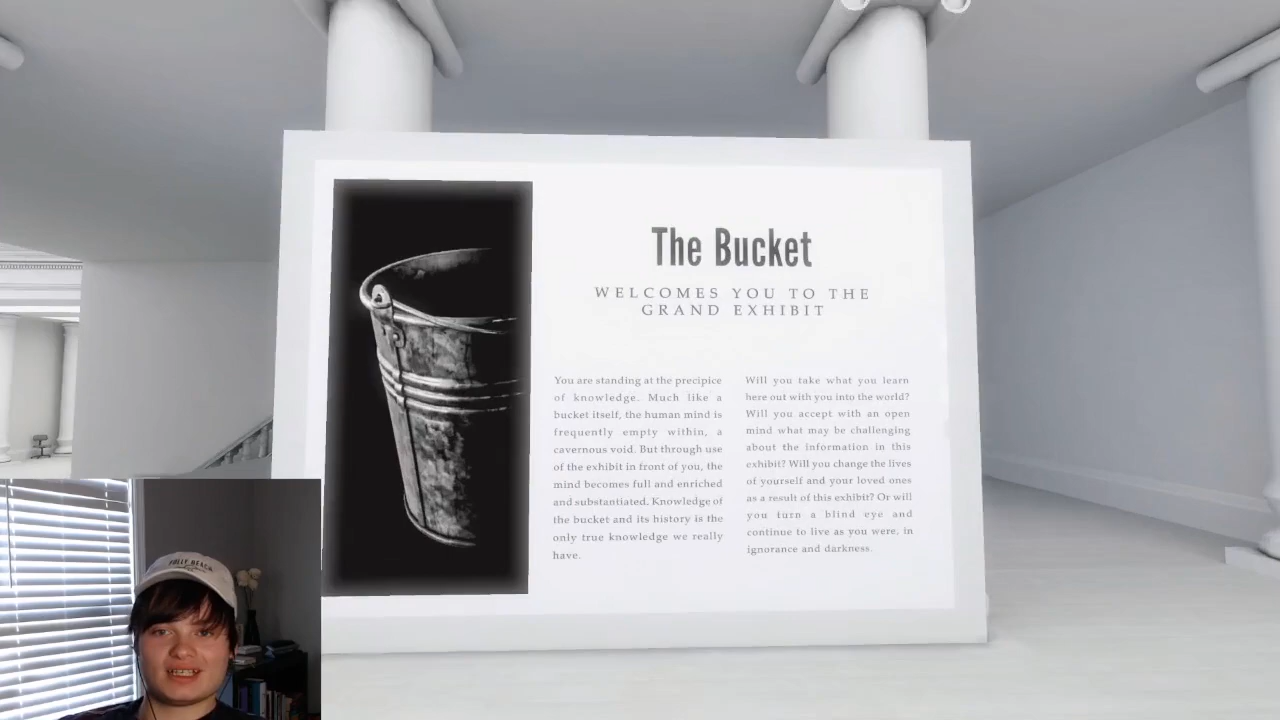 The Bucket
WELCOMES YOU TO THE
GRAND EXHIBIT
You are standing at the precipice
of knowledge. Much like a
bucket itself, the human mind is
frequently empty within, a
cavernous void. But through use
of the exhibit in front of you, the
mind becomes full and enriched
and substantiated. Knowledge of
the bucket and its history is the
only true knowledge we really
have.
Will you take what you learn
here out with you into the world?
Will you accept with an open
mind what may be challenging
about the information in this
exhibit? Will you change the lives
of yourself and your loved ones
as a result of this exhibit? Or will
you turn a blind eye and
continue to live as you were, in
ignorance and darkness.
FOLLY BEACH